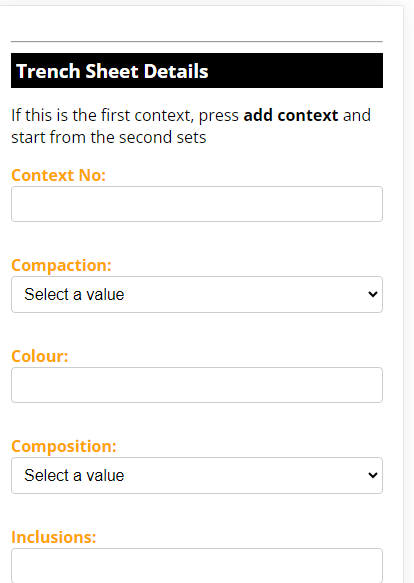 Trench Sheet Details
If this is the first context, press add context and
start from the second sets
Context No:
Compaction:
Select a value
Colour:
Composition:
Select a value
Inclusions: